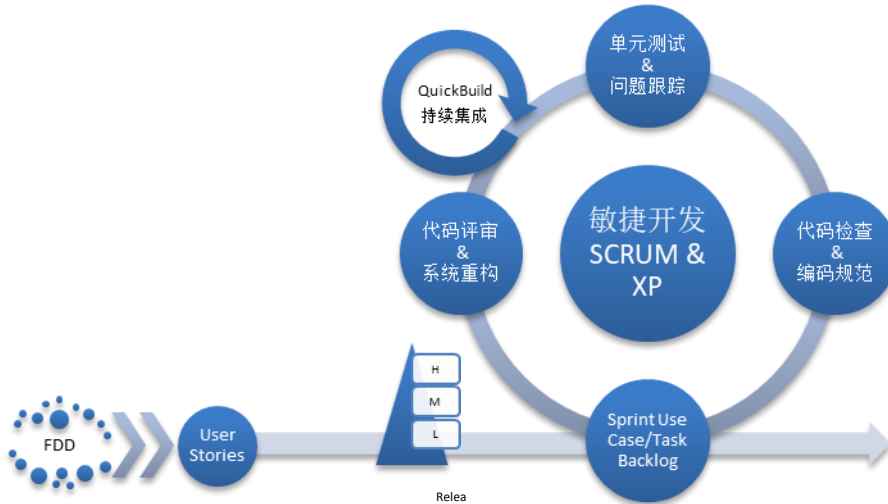 单元测试
&
问题跟踪
QuickBuild
持续集成
代码评审
&
系统重构
敏捷开发
SCRUM &
XP
代码检查
&
编码规范
H
M
L
FDD
User
Stories
Sprint Use
Case/Task
Backlog
Relea